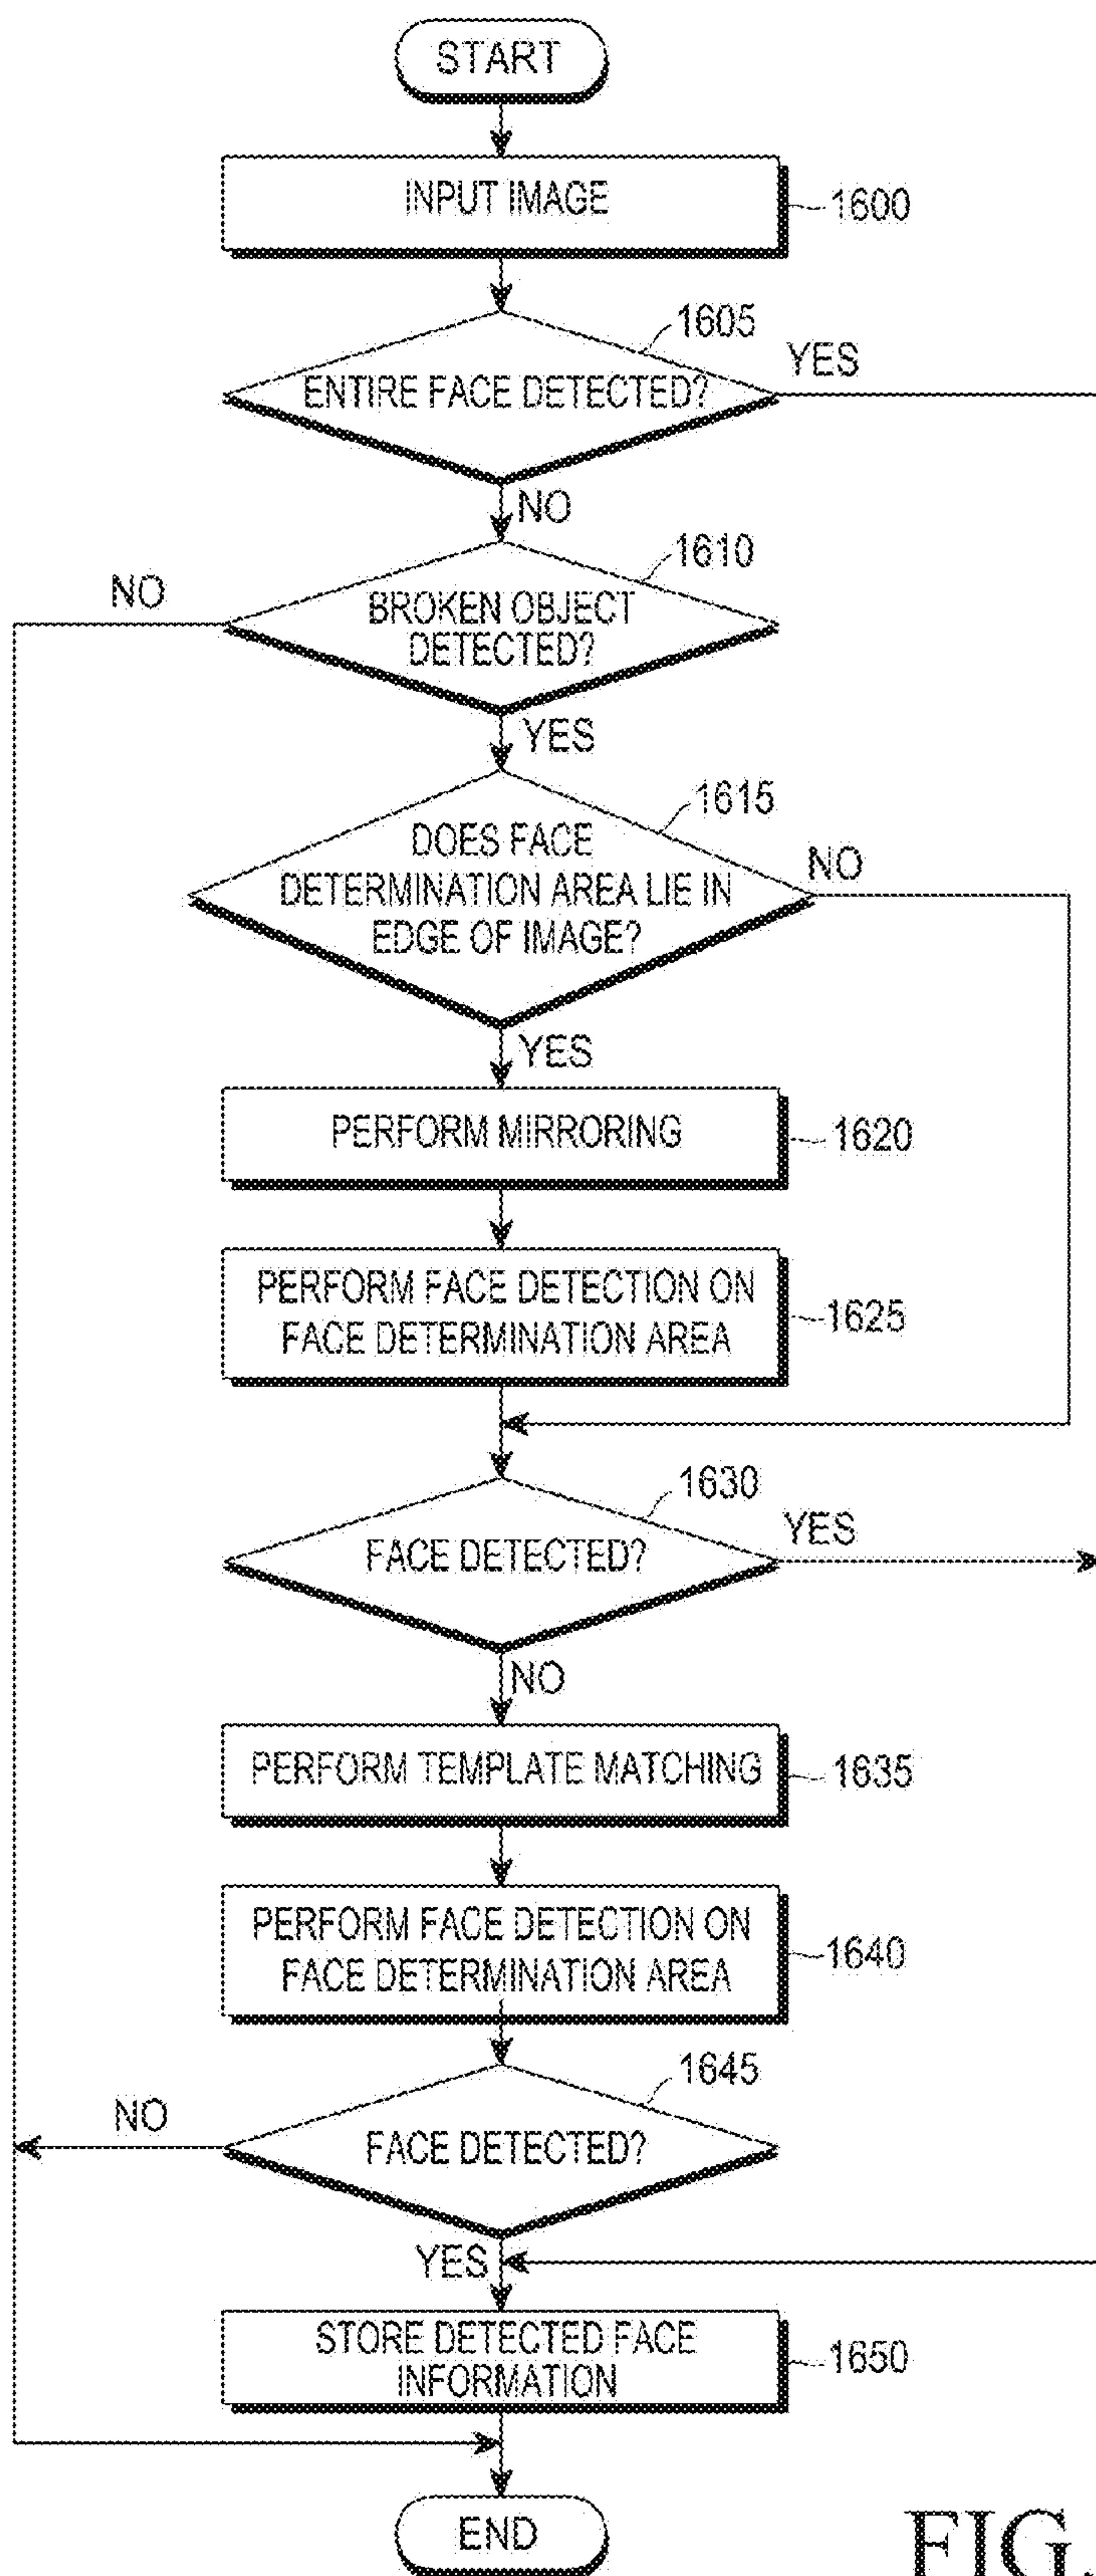 START
INPUT IMAGE
1600
1605
YES
ENTIRE FACE DETECTED?
NO
1610
NO
BROKEN OBJECT
DETECTED?
YES
1615
DOES FACE
NO
DETERMINATION AREA LIE IN
EDGE OF IMAGE?
YES
PERFORM MIRRORING
1620
PERFORM FACE DETECTION ON
FACE DETERMINATION AREA
1625
1630
YES
FACE DETECTED?
NO
PERFORM TEMPLATE MATCHING
1635
PERFORM FACE DETECTION ON
FACE DETERMINATION AREA
1640
1645
NO
FACE DETECTED?
YES
STORE DETECTED FACE
INFORMATION
1650
END
FIG.